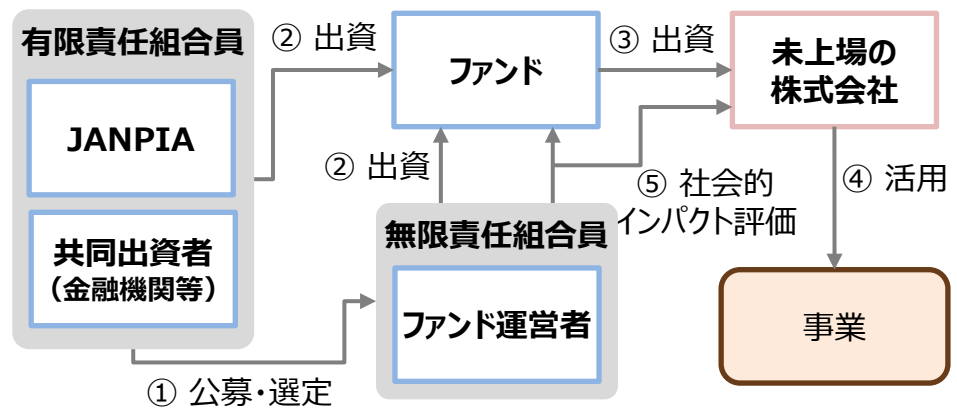 有限責任組合員
JANPIA
共同出資者
（金融機関等）
① 公募・選定
② 出資
ファンド
② 出資
無限責任組合員
ファンド運営者
③ 出資
未上場の
株式会社
⑤ 社会的
インパクト評価
④ 活用
事業